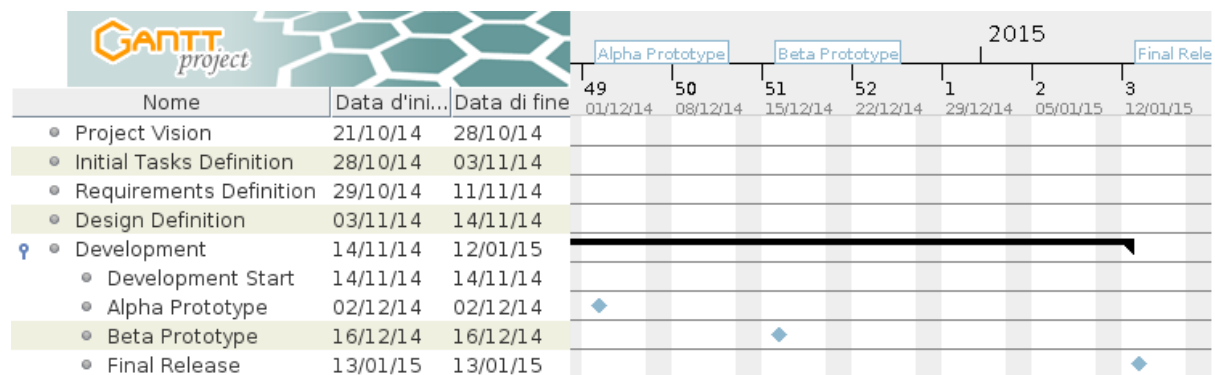 GANTT
project
2015
Alpha Prototype Beta Prototype Final Rele
49 50 51 52 1 2 3
01/12/14 08/12/14 15/12/14 22/12/14 29/12/14 05/01/15 12/01/15
Nome Data d'ini... Data di fine
Project Vision 21/10/14 28/10/14
Initial Tasks Definition 28/10/14 03/11/14
Requirements Definition 29/10/14 11/11/14
Design Definition 03/11/14 14/11/14
Development 14/11/14 12/01/15
Development Start 14/11/14 14/11/14
Alpha Prototype 02/12/14 02/12/14
Beta Prototype 16/12/14 16/12/14
Final Release 13/01/15 13/01/15